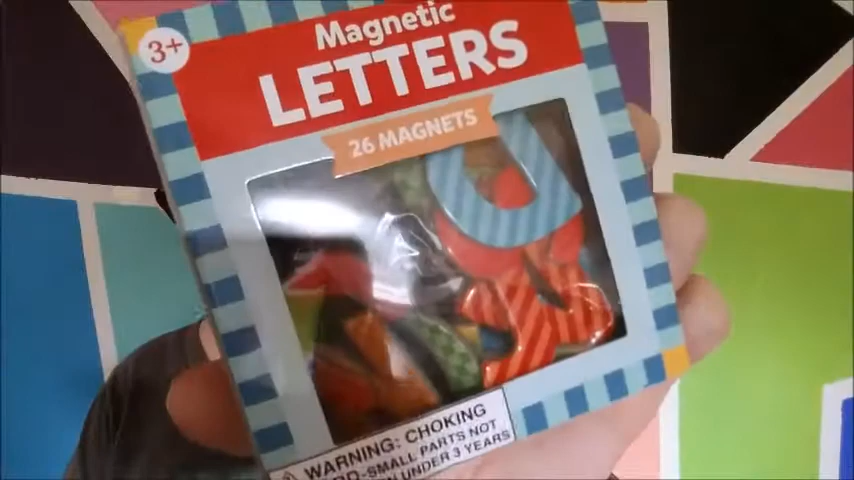 3+
Magnetic
LETTERS
26 MAGNETS
U
WARNING: CHOKING
SMALL PARTS NOT
UNDER 3 YEARS